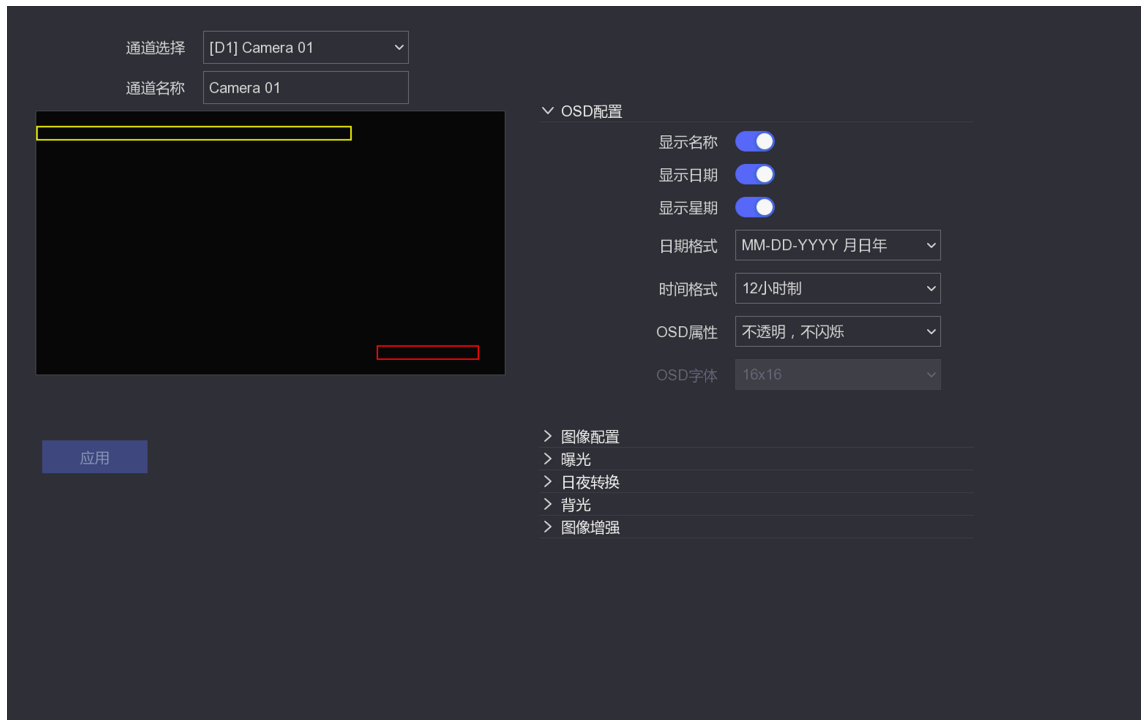 通道选择 [D1] Camera 01
通道名称 Camera 01
OSD配置
显示名称
显示日期
显示星期
日期格式 MM-DD-YYYY 月日年
时间格式 12小时制
OSD属性 不透明，不闪烁
OSD字体 16x16
应用
图像配置
曝光
日夜转换
背光
图像增强